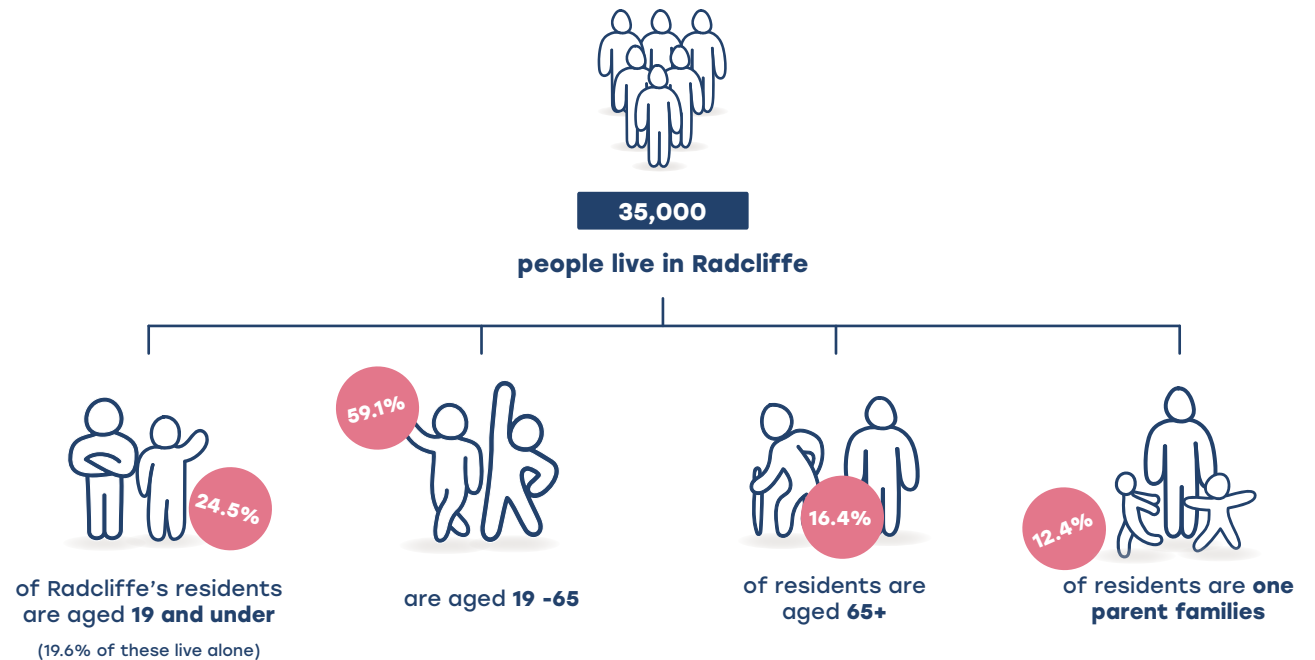 35,000
people live in Radcliffe
24.5%
of Radcliffe's residents
are aged 19 and under
(19.6% of these live alone)
59.1%
are aged 19 -65
16.4%
of residents are
aged 65+
12.4%
of residents are one
parent families